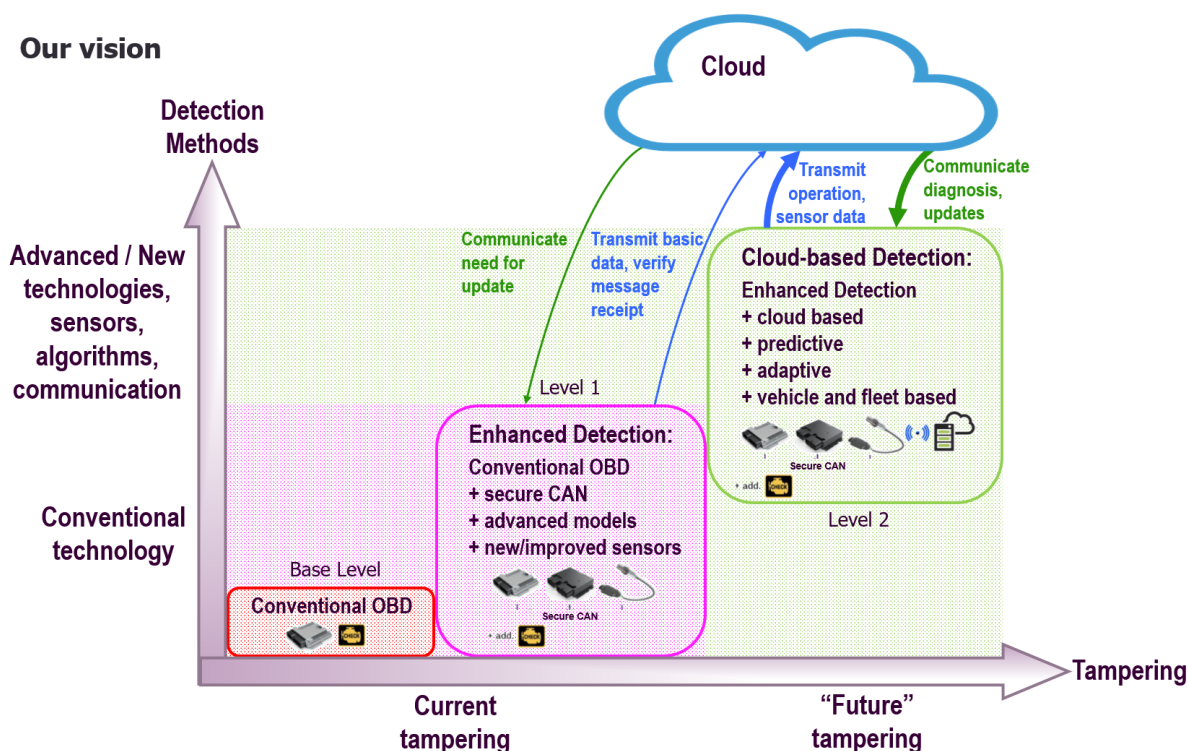 Our vision
Cloud
Detection
Methods
Transmit
operation,
sensor data
Communicate
diagnosis,
updates
Communicate
need for
update
Transmit basic
data, verify
message
receipt
Advanced / New
technologies,
sensors,
algorithms,
communication
Cloud-based Detection:
Enhanced Detection
+ cloud based
+ predictive
+ adaptive
+ vehicle and fleet based
Secure CAN
+ add.
CHECK
Level 2
Level 1
Enhanced Detection:
Conventional OBD
+ secure CAN
+ advanced models
+ new/improved sensors
Secure CAN
+ add.
CHECK
Conventional
technology
Base Level
Conventional OBD
CHECK
Tampering
Current
tampering
“Future”
tampering